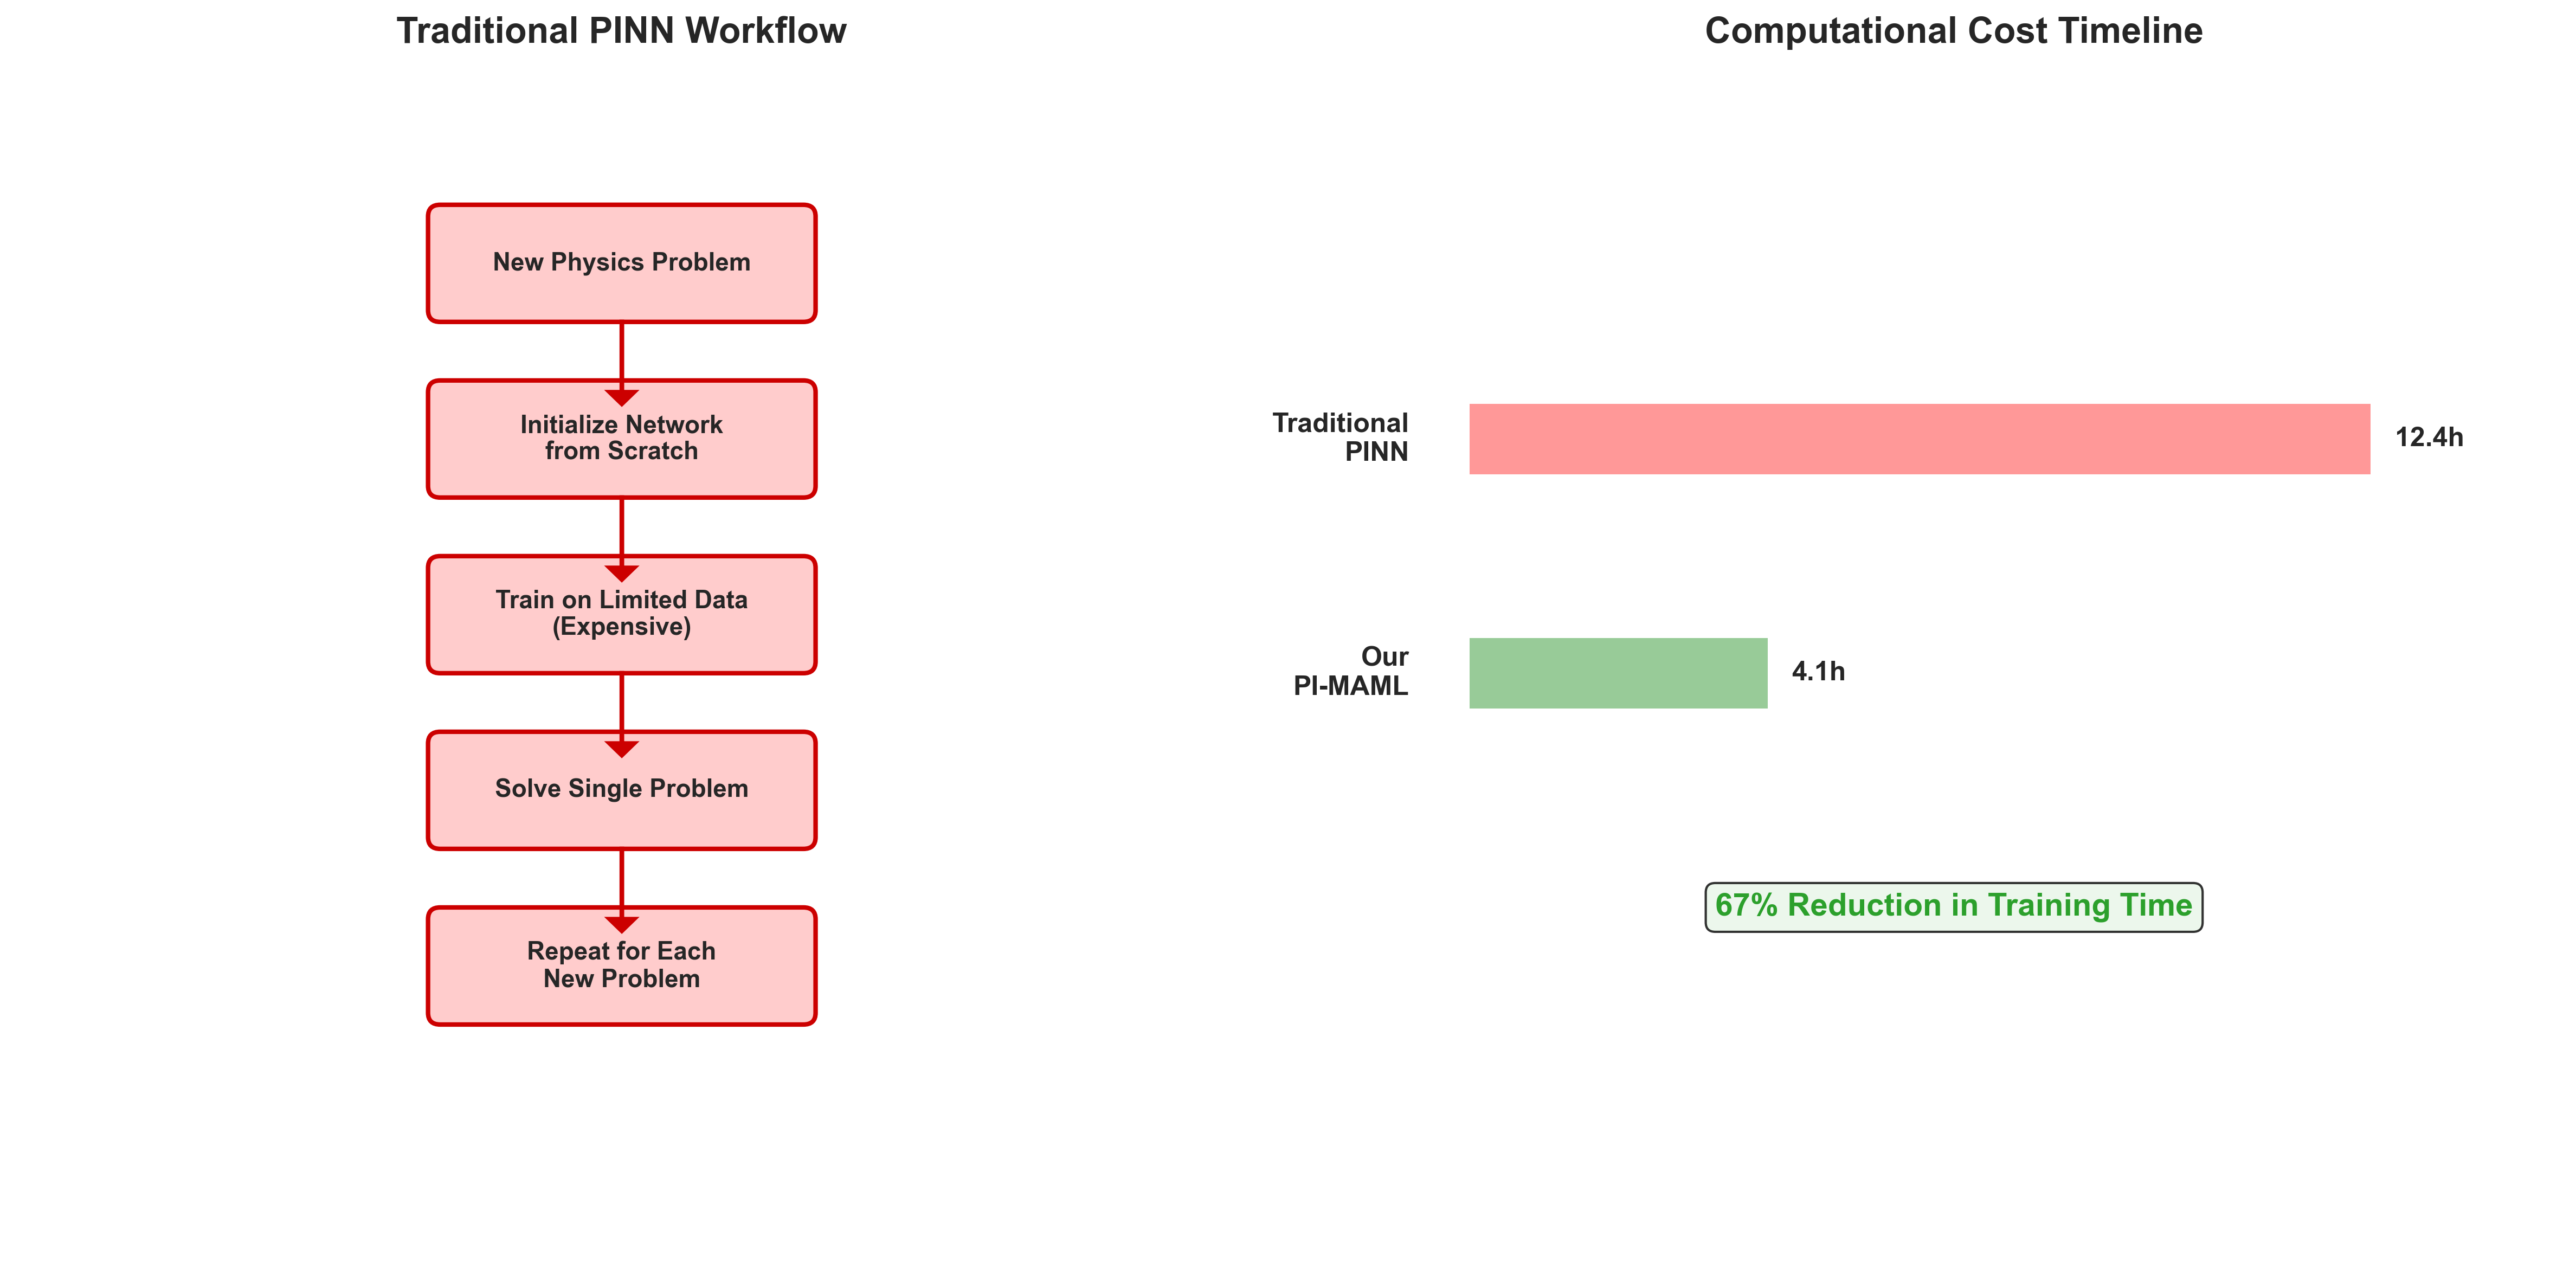 Traditional PINN Workflow
New Physics Problem
Initialize Network
from Scratch
Train on Limited Data
(Expensive)
Solve Single Problem
Repeat for Each
New Problem
Computational Cost Timeline
Traditional
PINN
12.4h
Our
PI-MAML
4.1h
67% Reduction in Training Time